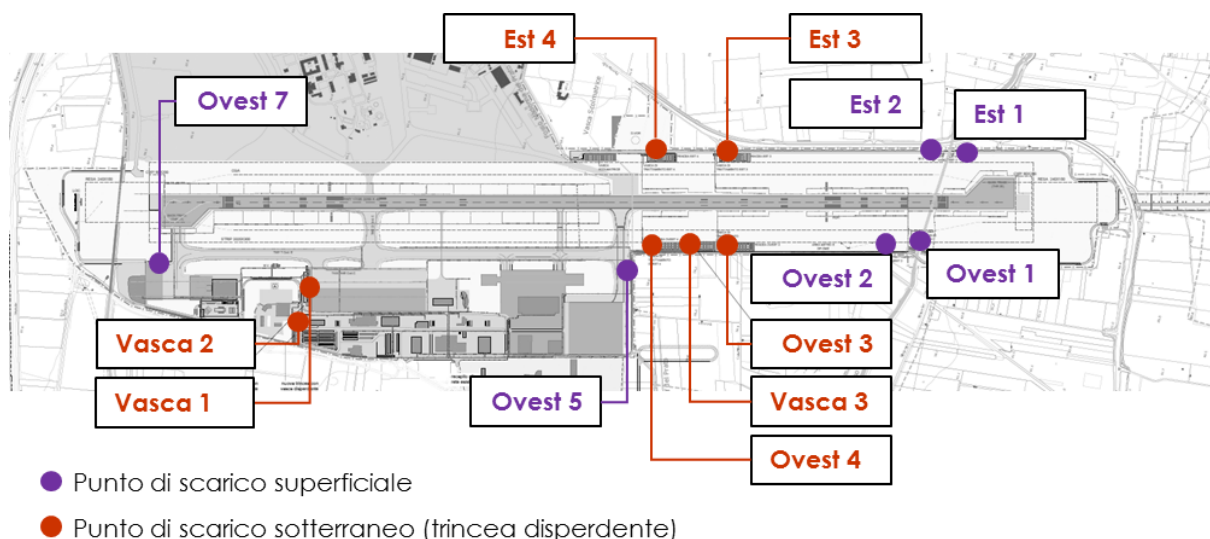 Est 4
Est 3
Ovest 7
Est 2
Est 1
Ovest 2
Ovest 1
Vasca 2
Ovest 3
Vasca 1
Ovest 5
Vasca 3
Ovest 4
Punto di scarico superficiale
Punto di scarico sotterraneo (trincea disperdente)